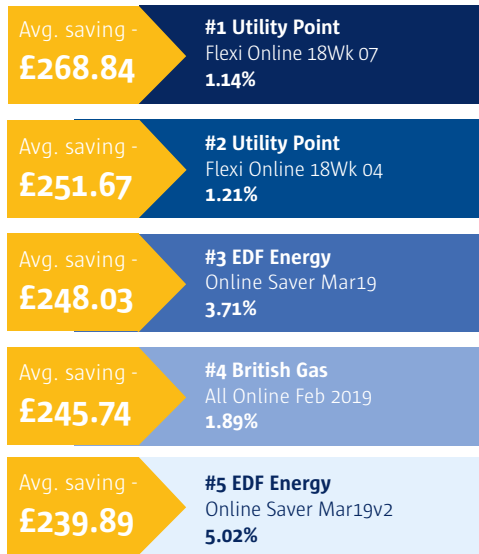 Avg. saving -
£268.84
#1 Utility Point
Flexi Online 18Wk 07
1.14%
Avg. saving -
£251.67
#2 Utility Point
Flexi Online 18Wk 04
1.21%
Avg. saving -
£248.03
#3 EDF Energy
Online Saver Mar19
3.71%
Avg. saving -
£245.74
#4 British Gas
All Online Feb 2019
1.89%
Avg. saving -
£239.89
#5 EDF Energy
Online Saver Mar19v2
5.02%